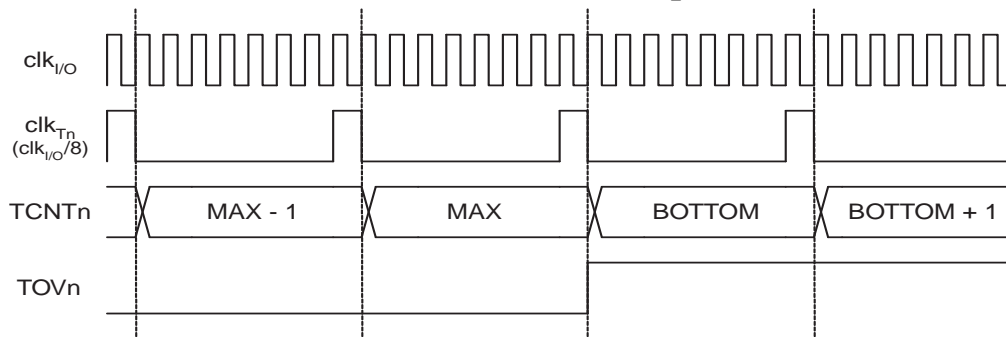 clkI/O
clkTn
(clkI/O/8)
TCNTn MAX - 1 MAX BOTTOM BOTTOM + 1
TOVn